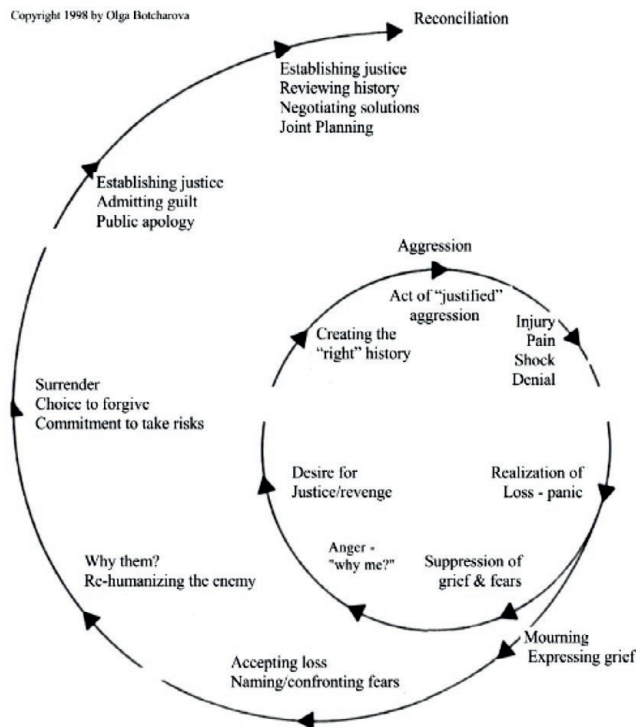 Copyright 1998 by Olga Botcharova
Reconciliation
Establishing justice
Reviewing history
Negotiating solutions
Joint Planning
Establishing justice
Admitting guilt
Public apology
Aggression
Act of “justified”
aggression
Injury
Pain
Shock
Denial
Creating the
“right” history
Surrender
Choice to forgive
Commitment to take risks
Desire for
Justice/revenge
Realization of
Loss - panic
Anger -
"why me?"
Suppression of
grief & fears
Why them?
Re-humanizing the enemy
Mourning
Expressing grief
Accepting loss
Naming/confronting fears